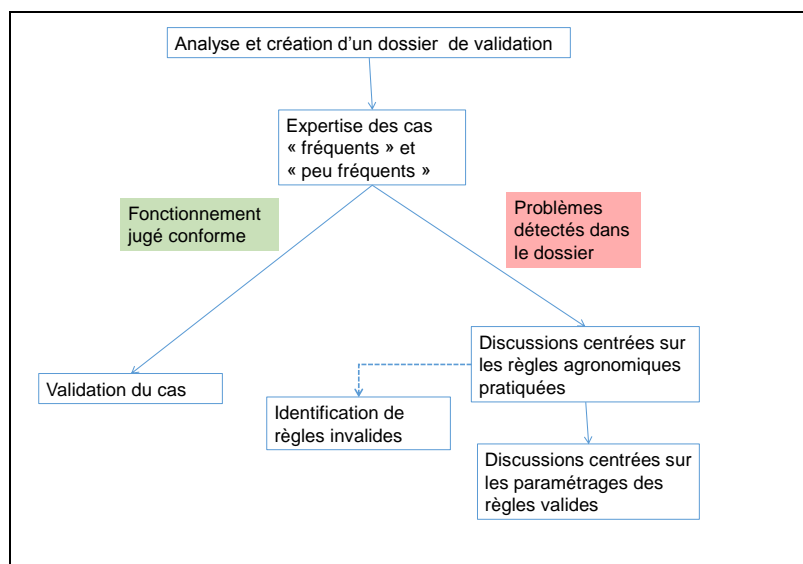 Analyse et création d’un dossier de validation
Expertise des cas
« fréquents » et
« peu fréquents »
Fonctionnement
jugé conforme
Problèmes
détectés dans
le dossier
Discussions centrées sur
les règles agronomiques
pratiquées
Validation du cas
Identification de
règles invalides
Discussions centrées sur
les paramétrages des
règles valides